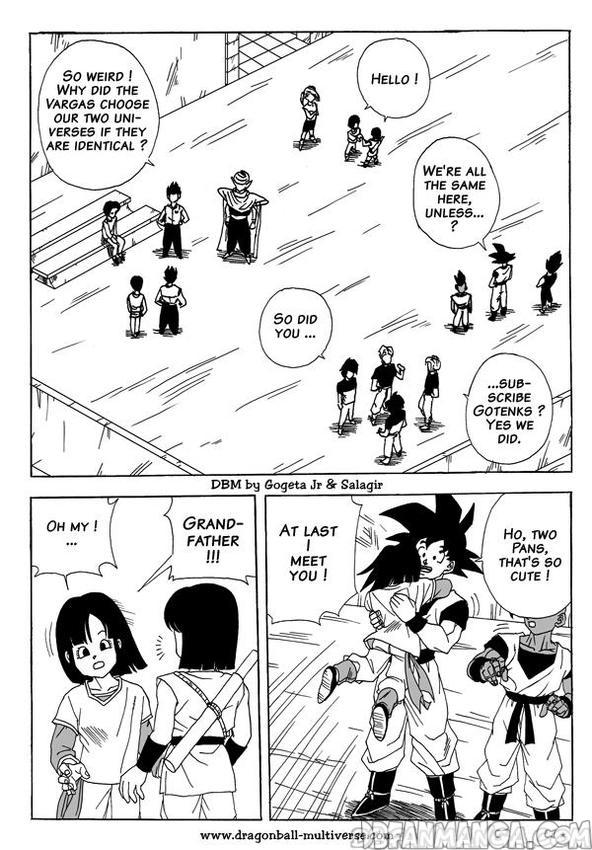 So weird !
Why did the
Vargas choose
our two uni-
verses if they
are identical ?
Hello !
We're all
the same
here,
unless...
?
So did
you ...
...sub-
scribe
Gotenks ?
Yes we
did.
DBM by Gogeta Jr & Salagir
Oh my !
...
Grand-
father
!!!
At last
I
meet
you !
Ho, two
Pans,
that's so
cute !
www.dragonball-multiverse.com
DBFANMANGA.COM